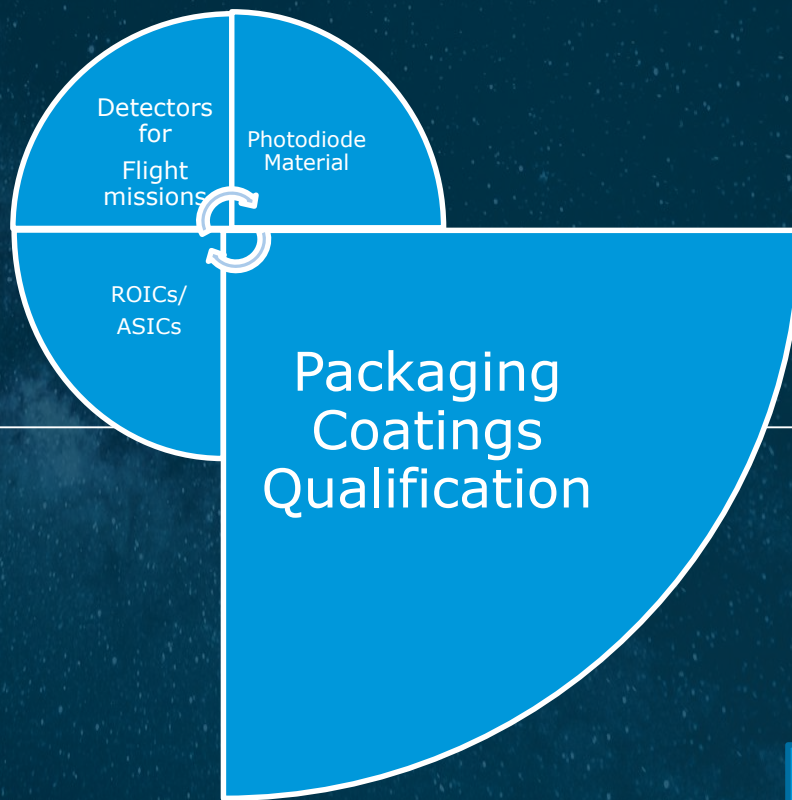 Detectors
for
Flight
missions
Photodiode
Material
ROICs/
ASICs
Packaging
Coatings
Qualification